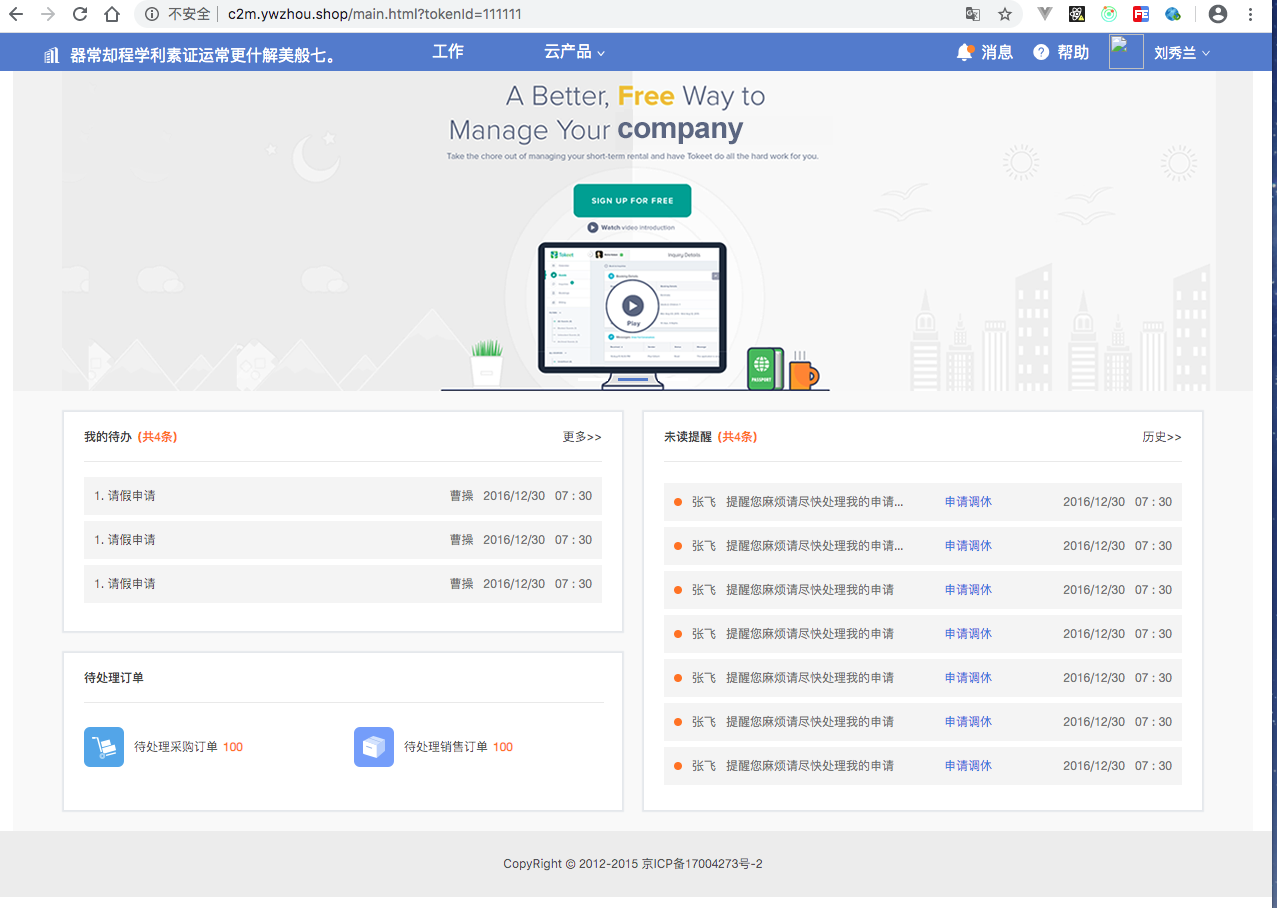 不安全 c2m.ywzhou.shop/main.html?tokenId=111111
器常却程学利素证运常更什解美般七。 工作 云产品 消息 ? 帮助 刘秀兰
A Better, Free Way to
Manage Your company
Take the chore out of managing your short-term rental and have Tokeet do all the hard work for you.
SIGN UP FOR FREE
Watch video introduction
Tokeet Inquiry Details
Play
PASSPORT
我的待办 (共4条) 更多>>
1. 请假申请 曹操 2016/12/30 07 : 30
1. 请假申请 曹操 2016/12/30 07 : 30
1. 请假申请 曹操 2016/12/30 07 : 30
待处理订单
待处理采购订单 100 待处理销售订单 100
未读提醒 (共4条) 历史>>
张飞 提醒您麻烦请尽快处理我的申请... 申请调休 2016/12/30 07 : 30
张飞 提醒您麻烦请尽快处理我的申请... 申请调休 2016/12/30 07 : 30
张飞 提醒您麻烦请尽快处理我的申请 申请调休 2016/12/30 07 : 30
张飞 提醒您麻烦请尽快处理我的申请 申请调休 2016/12/30 07 : 30
张飞 提醒您麻烦请尽快处理我的申请 申请调休 2016/12/30 07 : 30
张飞 提醒您麻烦请尽快处理我的申请 申请调休 2016/12/30 07 : 30
张飞 提醒您麻烦请尽快处理我的申请 申请调休 2016/12/30 07 : 30
CopyRight © 2012-2015 京ICP备17004273号-2